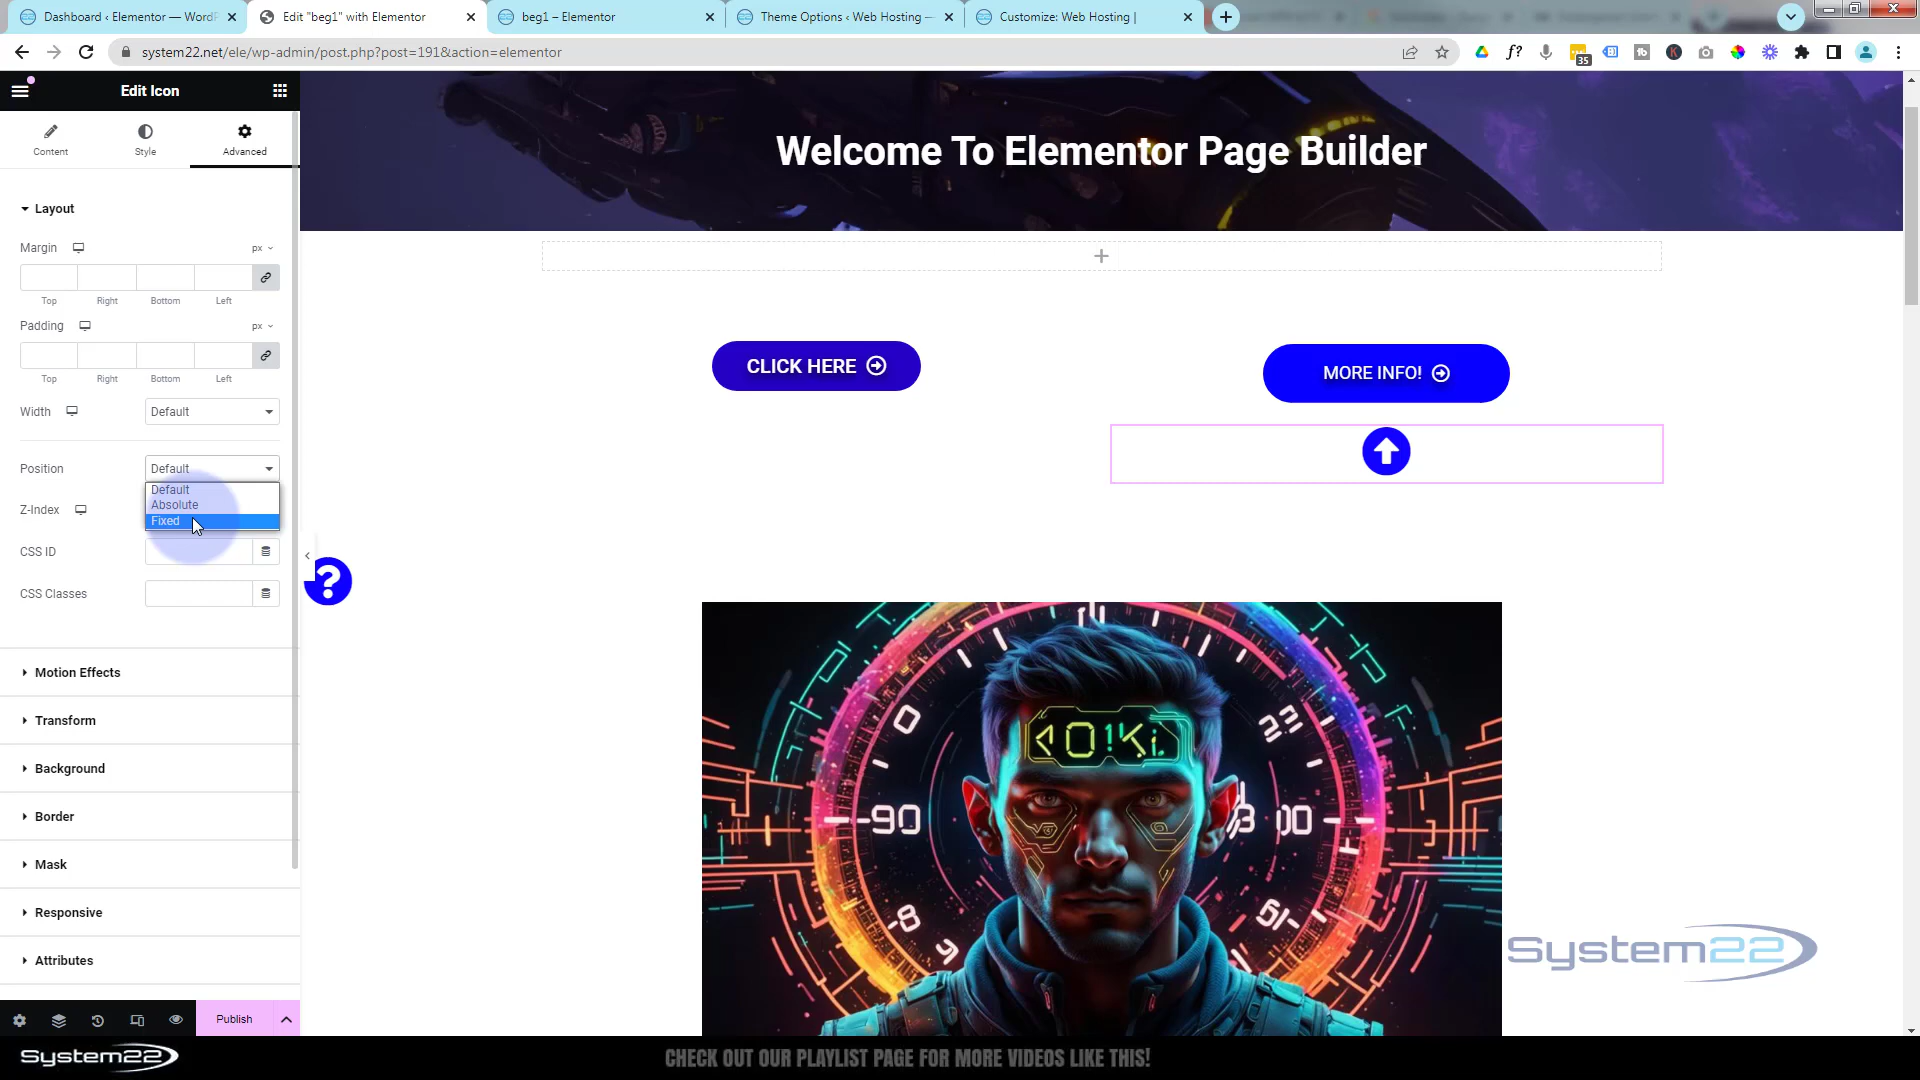 Dashboard ‹ Elementor — WordP
Edit "beg1" with Elementor
beg1 – Elementor
Theme Options ‹ Web Hosting —
Customize: Web Hosting |
system22.net/ele/wp-admin/post.php?post=191&action=elementor
f?
35
Edit Icon
Content
Style
Advanced
Layout
Margin
px
Top
Right
Bottom
Left
Padding
px
Top
Right
Bottom
Left
Width
Default
Position
Default
Default
Absolute
Fixed
Z-Index
CSS ID
CSS Classes
Motion Effects
Transform
Background
Border
Mask
Responsive
Attributes
Publish
Welcome To Elementor Page Builder
CLICK HERE
MORE INFO!
System22
System22
CHECK OUT OUR PLAYLIST PAGE FOR MORE VIDEOS LIKE THIS!